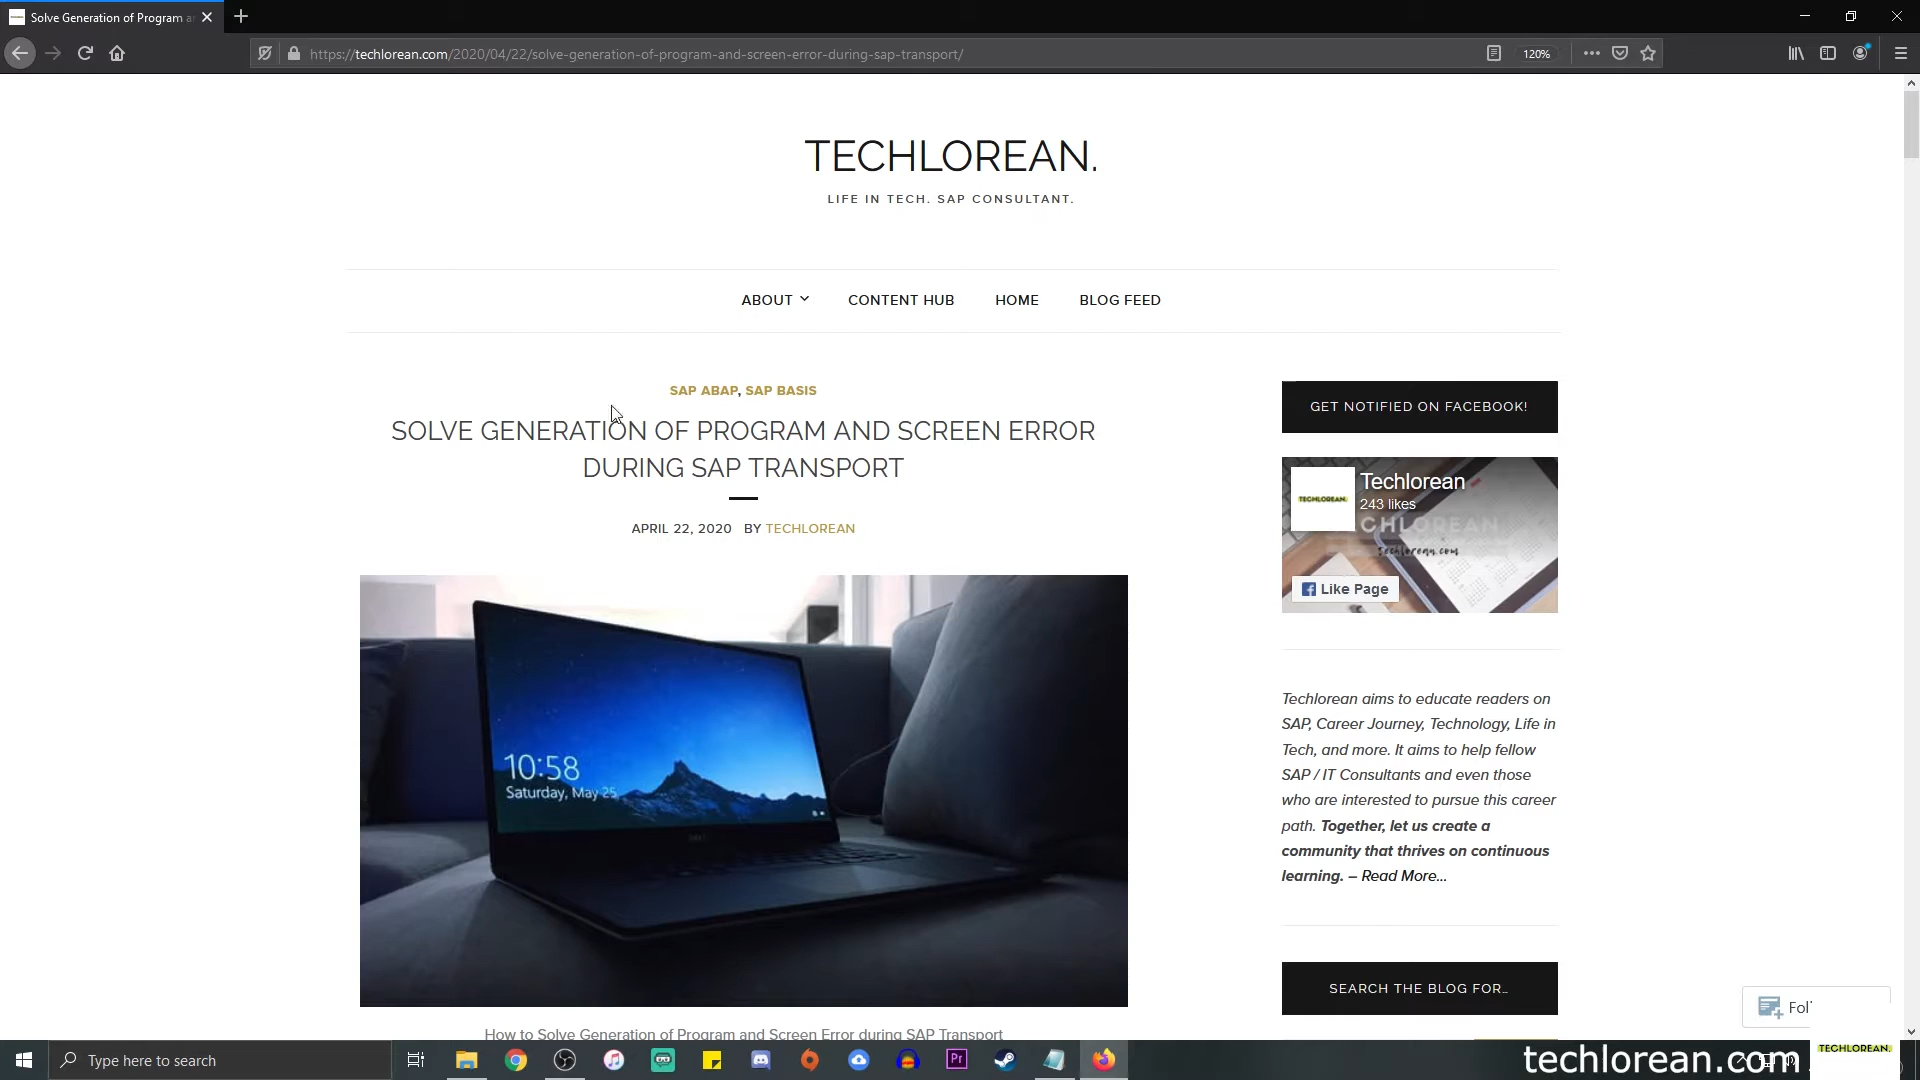 Solve Generation of Program a
https://techlorean.com/2020/04/22/solve-generation-of-program-and-screen-error-during-sap-transport/
120%
TECHLOREAN.
LIFE IN TECH. SAP CONSULTANT.
ABOUT CONTENT HUB HOME BLOG FEED
SAP ABAP, SAP BASIS
SOLVE GENERATION OF PROGRAM AND SCREEN ERROR
DURING SAP TRANSPORT
APRIL 22, 2020 BY TECHLOREAN
10:58
Saturday, May 25
How to Solve Generation of Program and Screen Error during SAP Transport
GET NOTIFIED ON FACEBOOK!
TECHLOREAN.
Techlorean
243 likes
CHLOREAN
techlorean.com
Like Page
Techlorean aims to educate readers on
SAP, Career Journey, Technology, Life in
Tech, and more. It aims to help fellow
SAP / IT Consultants and even those
who are interested to pursue this career
path. Together, let us create a
community that thrives on continuous
learning. – Read More...
SEARCH THE BLOG FOR...
Fol
Type here to search
Pr
techlorean.com
TECHLOREAN.